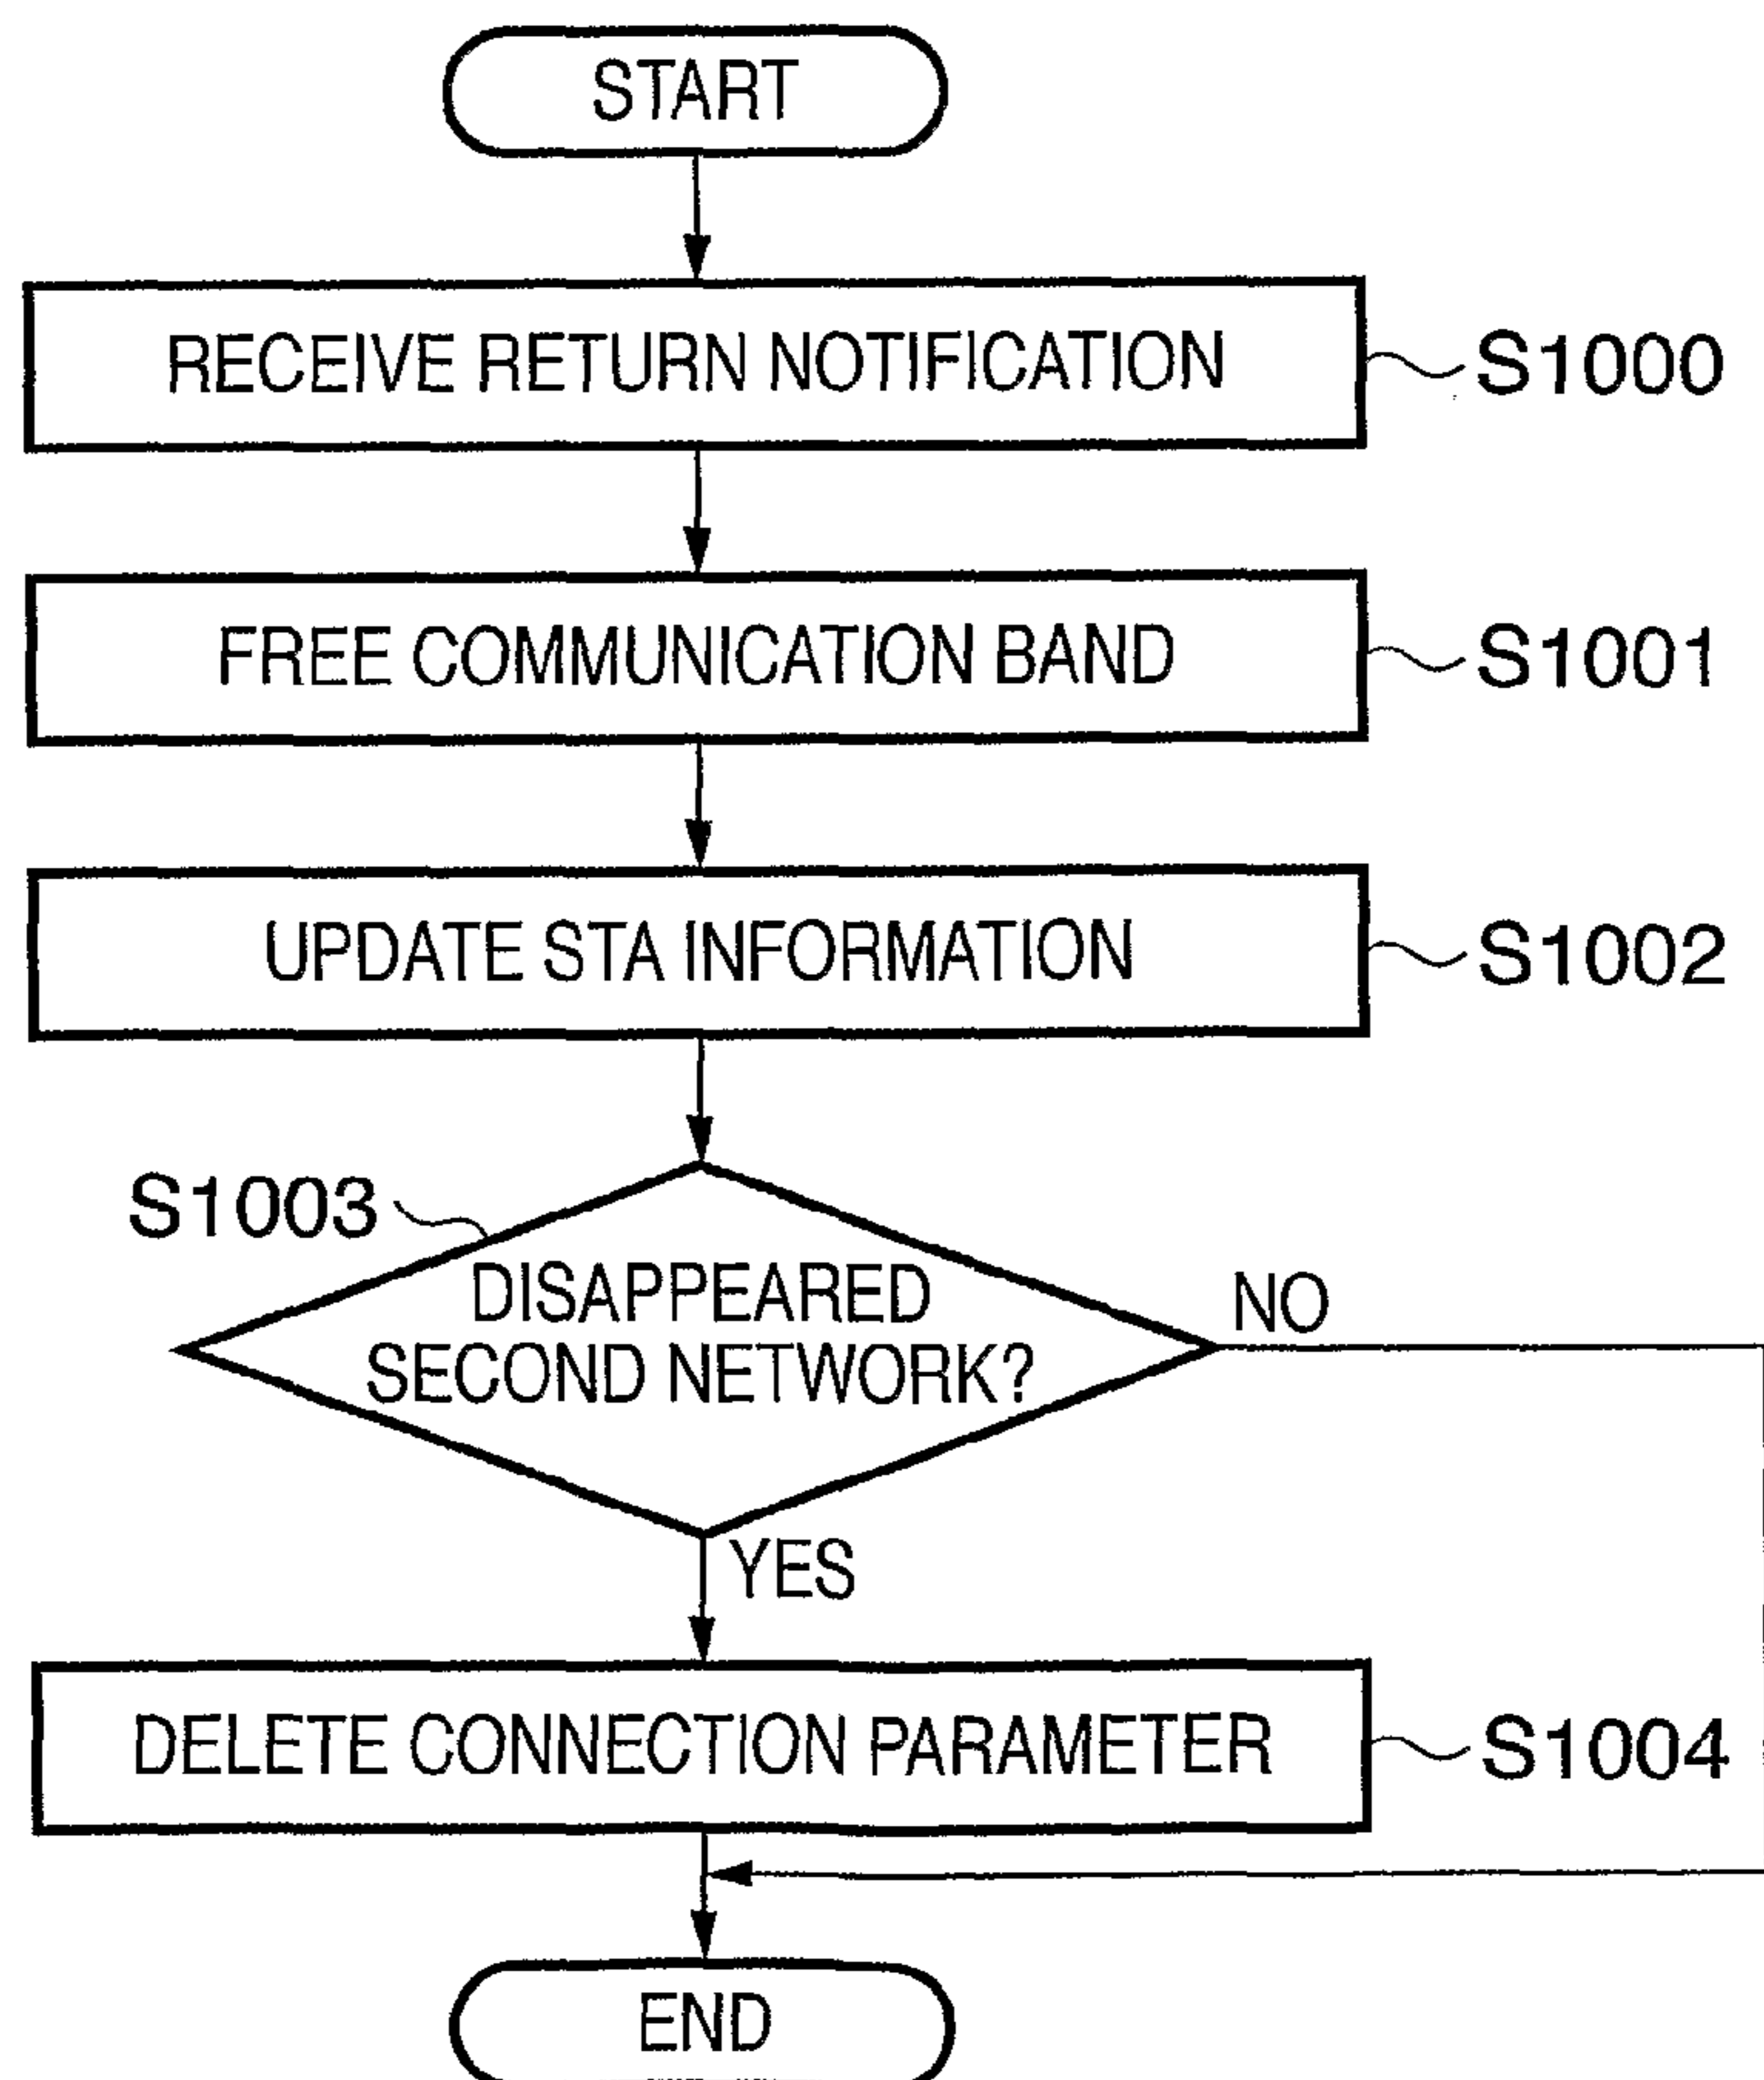 START
RECEIVE RETURN NOTIFICATION
S1000
FREE COMMUNICATION BAND
S1001
UPDATE STA INFORMATION
S1002
S1003
DISAPPEARED
SECOND NETWORK?
NO
YES
DELETE CONNECTION PARAMETER
S1004
END